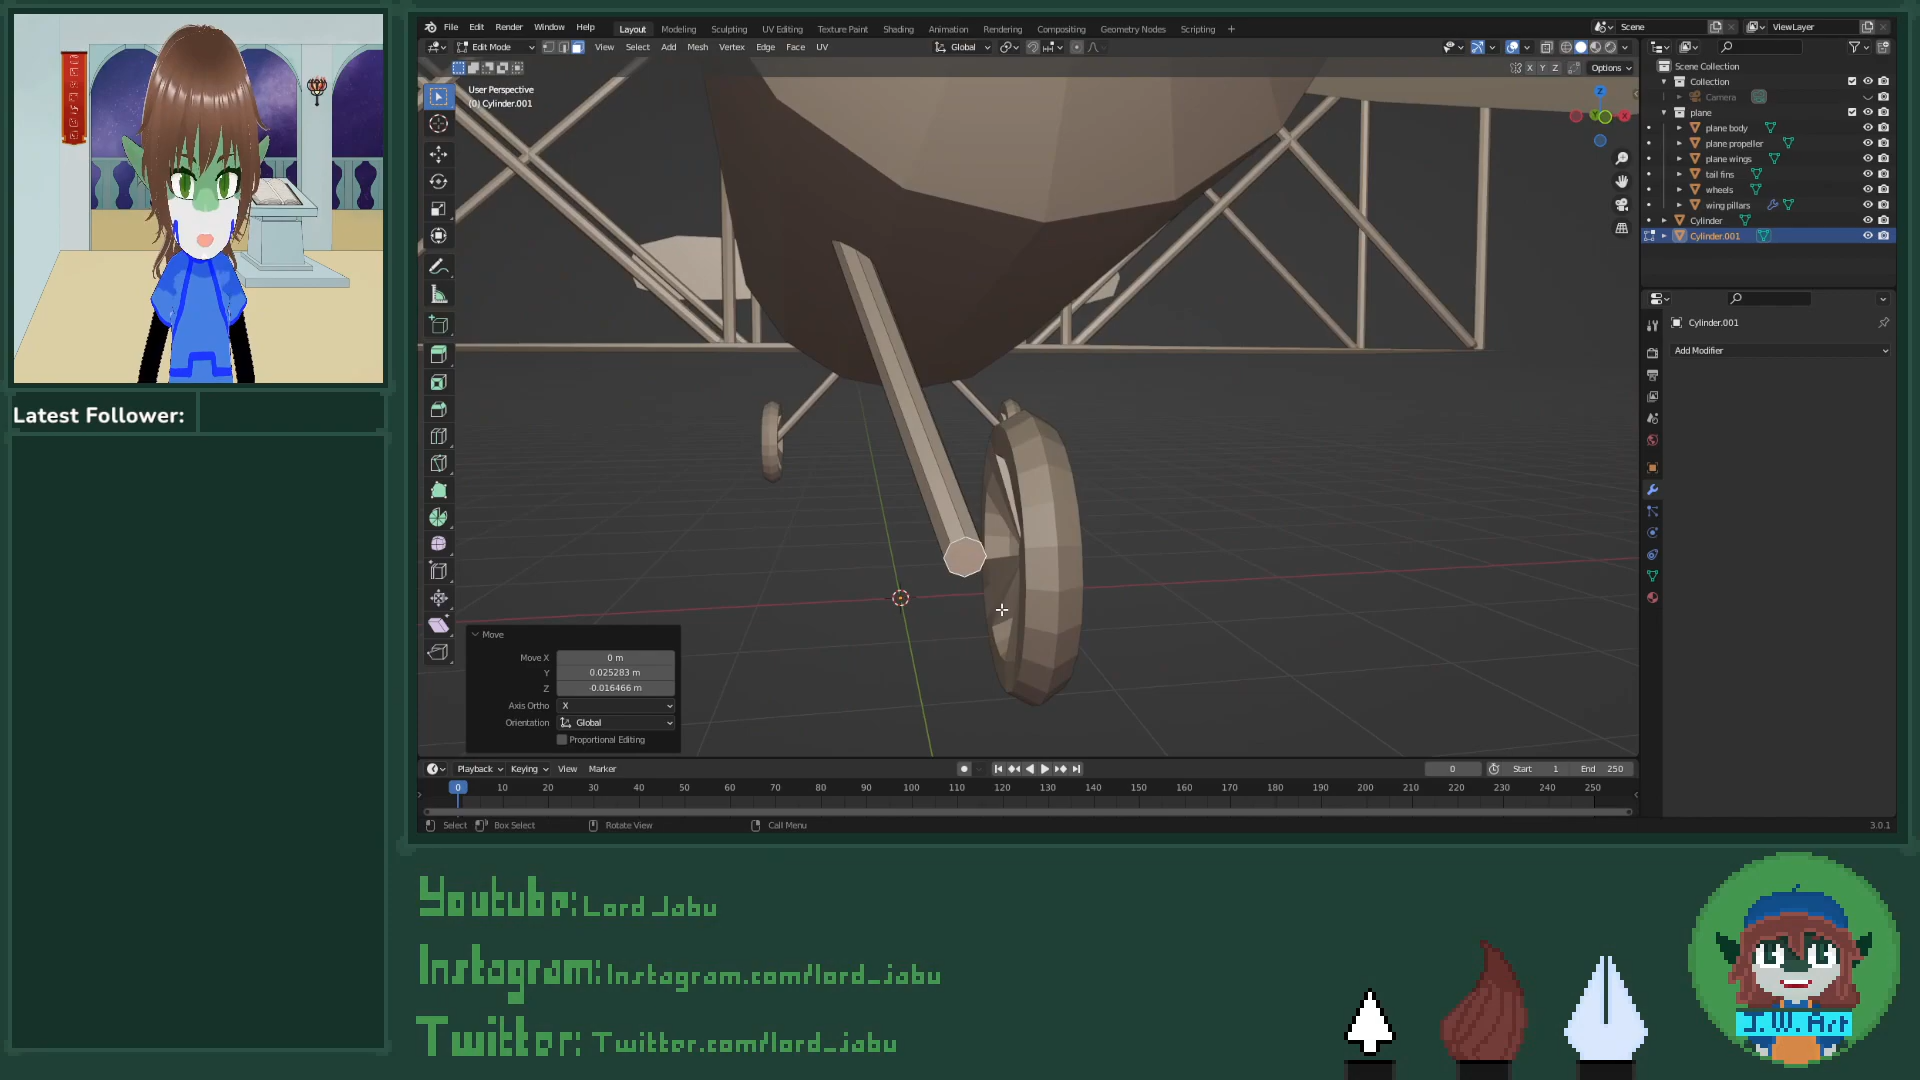 File Edit Render Window Help Layout Modeling Sculpting UV Editing Texture Paint Shading Animation Rendering Compositing Geometry Nodes Scripting + Scene ViewLayer
Edit Mode View Select Add Mesh Vertex Edge Face UV Global
X Y Z Options
User Perspective
(0) Cylinder.001
Z
X
Scene Collection
Collection
Camera
plane
plane body
plane propeller
plane wings
tail fins
wheels
wing pillars
Cylinder
Cylinder.001
Cylinder.001
Add Modifier
Latest Follower:
Move
Move X 0 m
Y 0.025283 m
Z -0.016466 m
Axis Ortho X
Orientation Global
Proportional Editing
Playback Keying View Marker 0 Start 1 End 250
0 10 20 30 40 50 60 70 80 90 100 110 120 130 140 150 160 170 180 190 200 210 220 230 240 250
Select Box Select Rotate View Call Menu 3.0.1
Youtube: Lord Jabu
Instagram: Instagram.com/lord_jabu
Twitter: Twitter.com/lord_jabu
J.W. Art